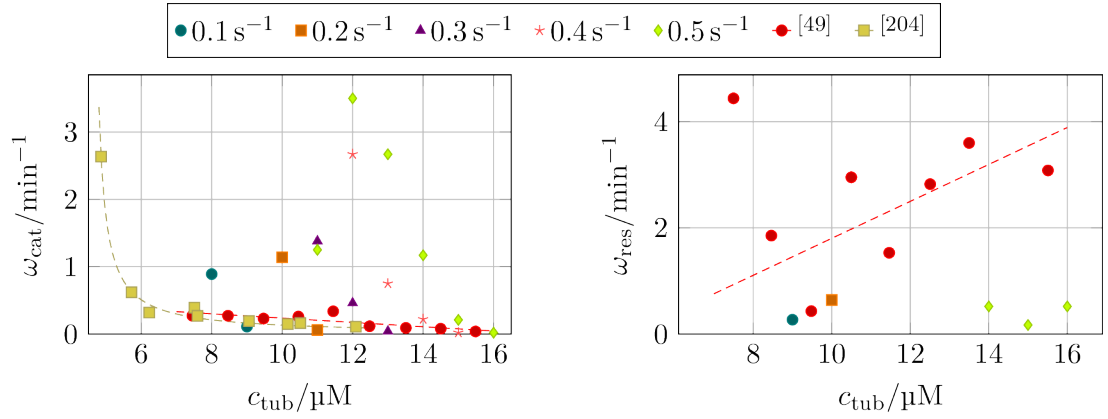 0.1 s⁻¹ 0.2 s⁻¹ 0.3 s⁻¹ 0.4 s⁻¹ 0.5 s⁻¹ [49] [204]
ω_cat/min⁻¹
3
2
1
0
6 8 10 12 14 16
c_tub/µM
ω_res/min⁻¹
4
2
0
8 10 12 14 16
c_tub/µM